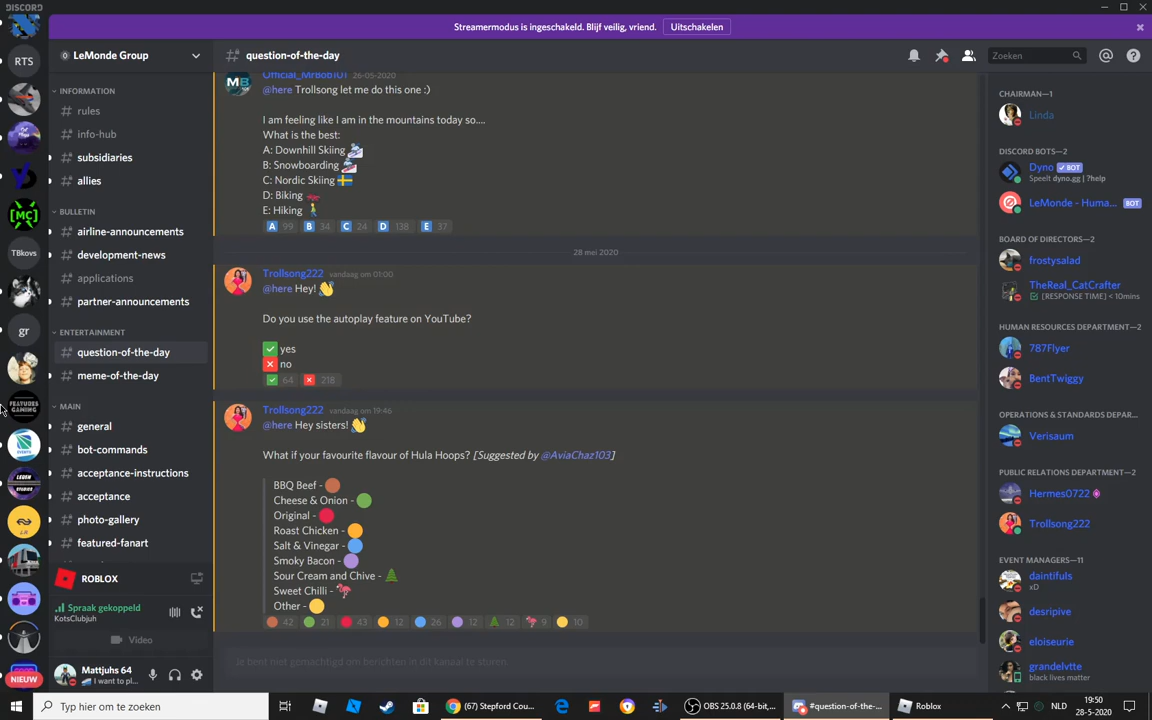 DISCORD
Streamermodus is ingeschakeld. Blijf veilig, vriend. Uitschakelen
RTS
[MC]
TBkovs
gr
FEATURES GAMING
EVENTS
NIEUW
LeMonde Group
INFORMATION
rules
info-hub
subsidiaries
allies
BULLETIN
airline-announcements
development-news
applications
partner-announcements
ENTERTAINMENT
question-of-the-day
meme-of-the-day
MAIN
general
bot-commands
acceptance-instructions
acceptance
photo-gallery
featured-fanart
ROBLOX
Spraak gekoppeld
KotsClubjuh
Video
Mattjuhs 64
I want to pl...
# question-of-the-day
Zoeken
MB
Official_MrBob101 26-05-2020
@here Trollsong let me do this one :)
I am feeling like I am in the mountains today so....
What is the best:
A: Downhill Skiing
B: Snowboarding
C: Nordic Skiing
D: Biking
E: Hiking
A 99 B 34 C 24 D 138 E 37
28 mei 2020
Trollsong222 vandaag om 01:00
@here Hey!
Do you use the autoplay feature on YouTube?
yes
no
64 218
Trollsong222 vandaag om 19:46
@here Hey sisters!
What if your favourite flavour of Hula Hoops? [Suggested by @AviaChaz103]
BBQ Beef -
Cheese & Onion -
Original -
Roast Chicken -
Salt & Vinegar -
Smoky Bacon -
Sour Cream and Chive -
Sweet Chilli -
Other -
42 21 43 12 26 12 12 9 10
Je bent niet gemachtigd om berichten in dit kanaal te sturen.
CHAIRMAN—1
Linda
DISCORD BOTS—2
Dyno BOT
Speelt dyno.gg | ?help
LeMonde - Huma... BOT
BOARD OF DIRECTORS—2
frostysalad
TheReal_CatCrafter
[RESPONSE TIME] < 10mins
HUMAN RESOURCES DEPARTMENT—2
787Flyer
BentTwiggy
OPERATIONS & STANDARDS DEPAR...
Verisaum
PUBLIC RELATIONS DEPARTMENT—2
Hermes0722
Trollsong222
EVENT MANAGERS—11
daintifuls
xD
desripive
eloiseurie
grandelvtte
black lives matter
Typ hier om te zoeken
(67) Stepford Cou...
OBS 25.0.8 (64-bit,...
#question-of-the-...
Roblox
NLD
19:50
28-5-2020